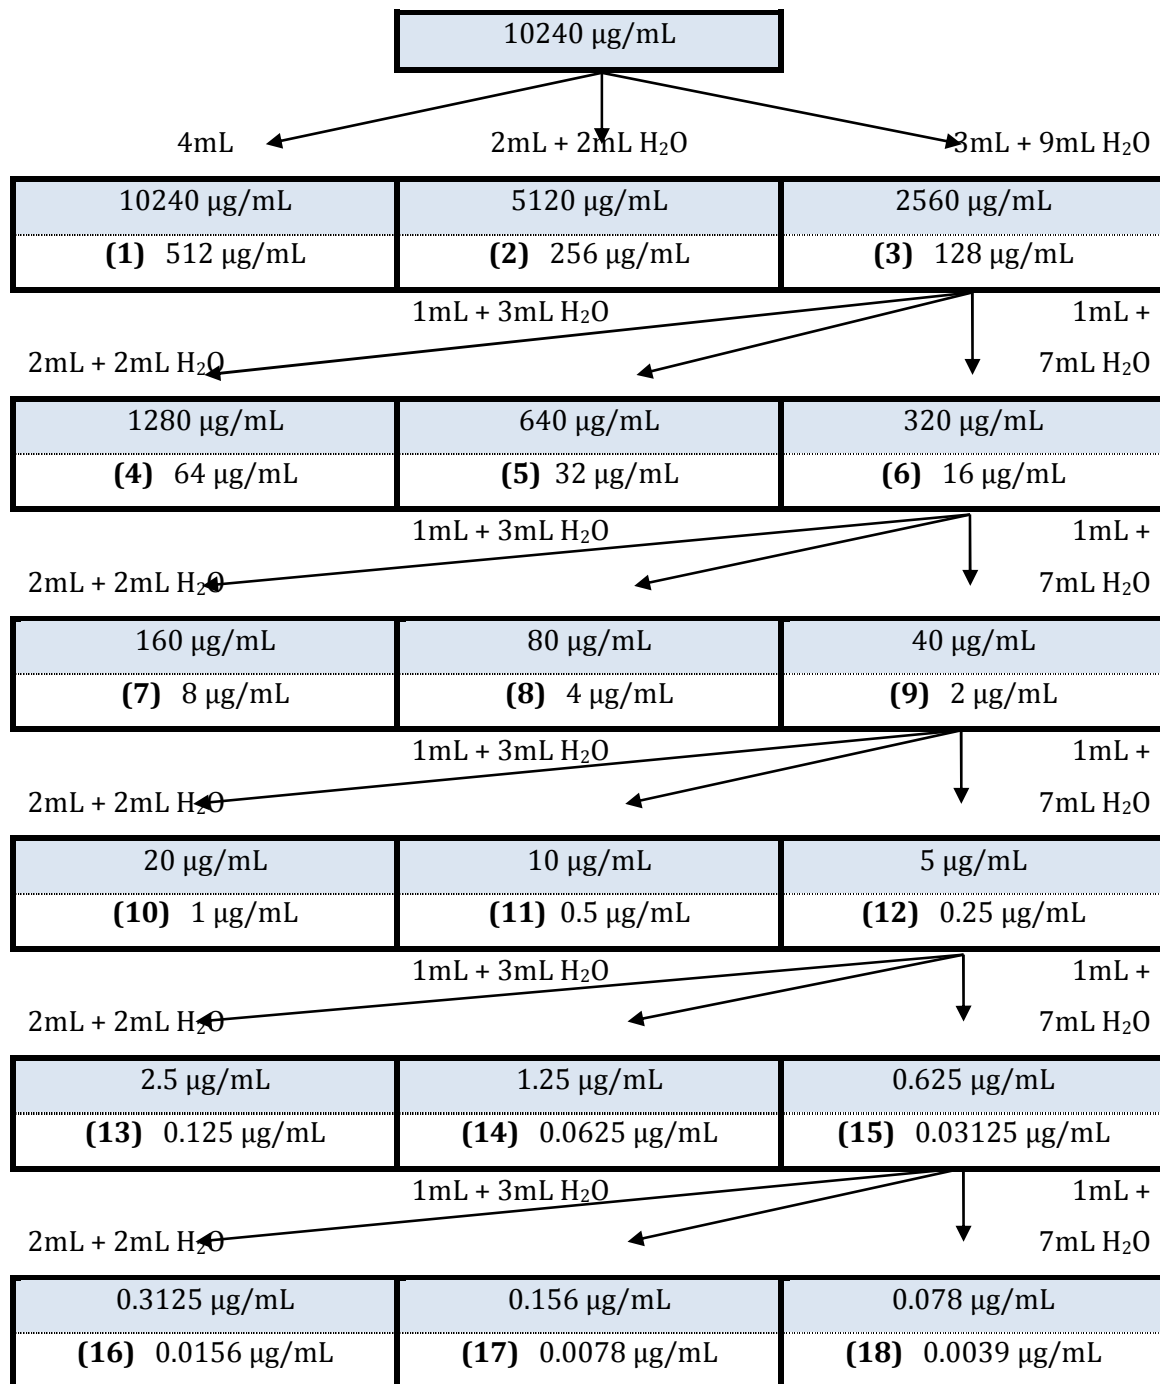 10240 µg/mL
4mL 2mL + 2mL H₂O 3mL + 9mL H₂O
10240 µg/mL 5120 µg/mL 2560 µg/mL
(1) 512 µg/mL (2) 256 µg/mL (3) 128 µg/mL
1mL + 3mL H₂O 1mL +
2mL + 2mL H₂O 7mL H₂O
1280 µg/mL 640 µg/mL 320 µg/mL
(4) 64 µg/mL (5) 32 µg/mL (6) 16 µg/mL
1mL + 3mL H₂O 1mL +
2mL + 2mL H₂O 7mL H₂O
160 µg/mL 80 µg/mL 40 µg/mL
(7) 8 µg/mL (8) 4 µg/mL (9) 2 µg/mL
1mL + 3mL H₂O 1mL +
2mL + 2mL H₂O 7mL H₂O
20 µg/mL 10 µg/mL 5 µg/mL
(10) 1 µg/mL (11) 0.5 µg/mL (12) 0.25 µg/mL
1mL + 3mL H₂O 1mL +
2mL + 2mL H₂O 7mL H₂O
2.5 µg/mL 1.25 µg/mL 0.625 µg/mL
(13) 0.125 µg/mL (14) 0.0625 µg/mL (15) 0.03125 µg/mL
1mL + 3mL H₂O 1mL +
2mL + 2mL H₂O 7mL H₂O
0.3125 µg/mL 0.156 µg/mL 0.078 µg/mL
(16) 0.0156 µg/mL (17) 0.0078 µg/mL (18) 0.0039 µg/mL